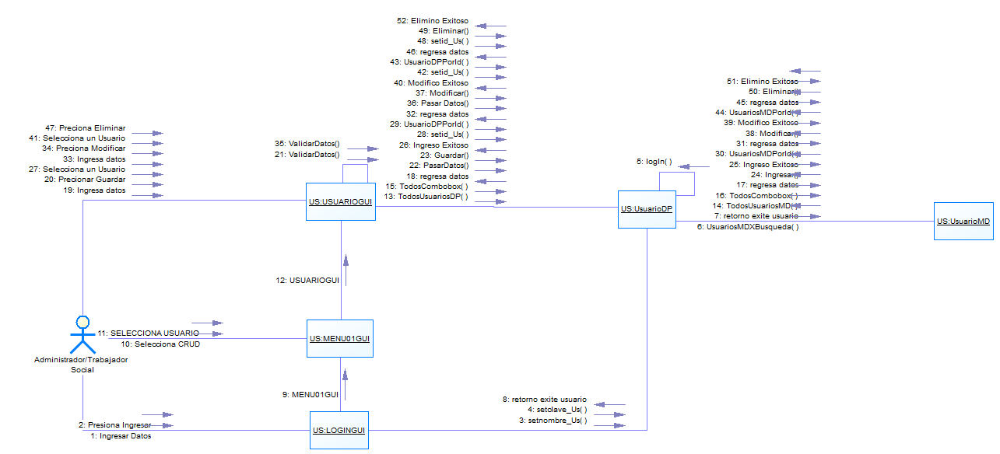 52: Elimino Exitoso
49: Eliminar()
48: setid_Us( )
46: regresa datos
43: UsuarioDPPorId( )
42: setid_Us( )
40: Modifico Exitoso
37: Modificar()
36: Pasar Datos()
32: regresa datos
29: UsuarioDPPorId( )
28: setid_Us( )
26: Ingreso Exitoso
23: Guardar()
22: PasarDatos()
18: regresa datos
15: TodosCombobox( )
13: TodosUsuariosDP( )
51: Elimino Exitoso
50: Eliminar()
45: regresa datos
44: UsuariosMDPorId( )
39: Modifico Exitoso
38: Modificar()
31: regresa datos
30: UsuariosMDPorId( )
25: Ingreso Exitoso
24: Ingresar()
17: regresa datos
16: TodosCombobox( )
14: TodosUsuariosMD( )
7: retorno exite usuario
6: UsuariosMDXBusqueda( )
47: Preciona Eliminar
41: Selecciona un Usuario
34: Preciona Modificar
33: Ingresa datos
27: Selecciona un Usuario
20: Precionar Guardar
19: Ingresa datos
35: ValidarDatos()
21: ValidarDatos()
5: logIn( )
US:USUARIOGUI
US:UsuarioDP
US:UsuarioMD
12: USUARIOGUI
11: SELECCIONA USUARIO
10: Selecciona CRUD
US:MENU01GUI
Administrador/Trabajador
Social
9: MENU01GUI
8: retorno exite usuario
4: setclave_Us( )
3: setnombre_Us( )
2: Presiona Ingresar
1: Ingresar Datos
US:LOGINGUI